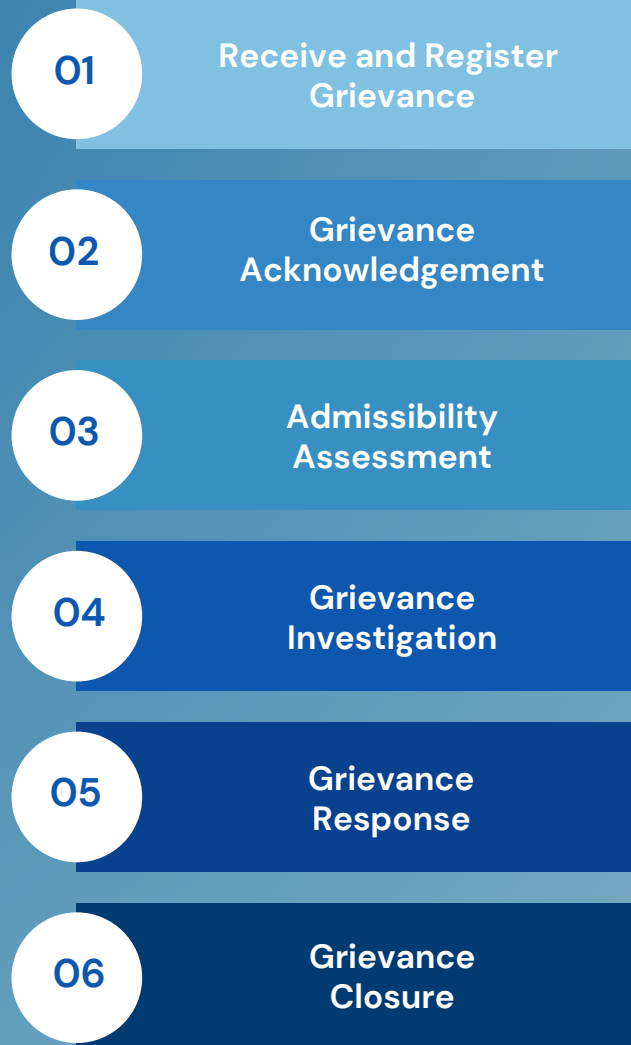 01
Receive and Register
Grievance
02
Grievance
Acknowledgement
03
Admissibility
Assessment
04
Grievance
Investigation
05
Grievance
Response
06
Grievance
Closure